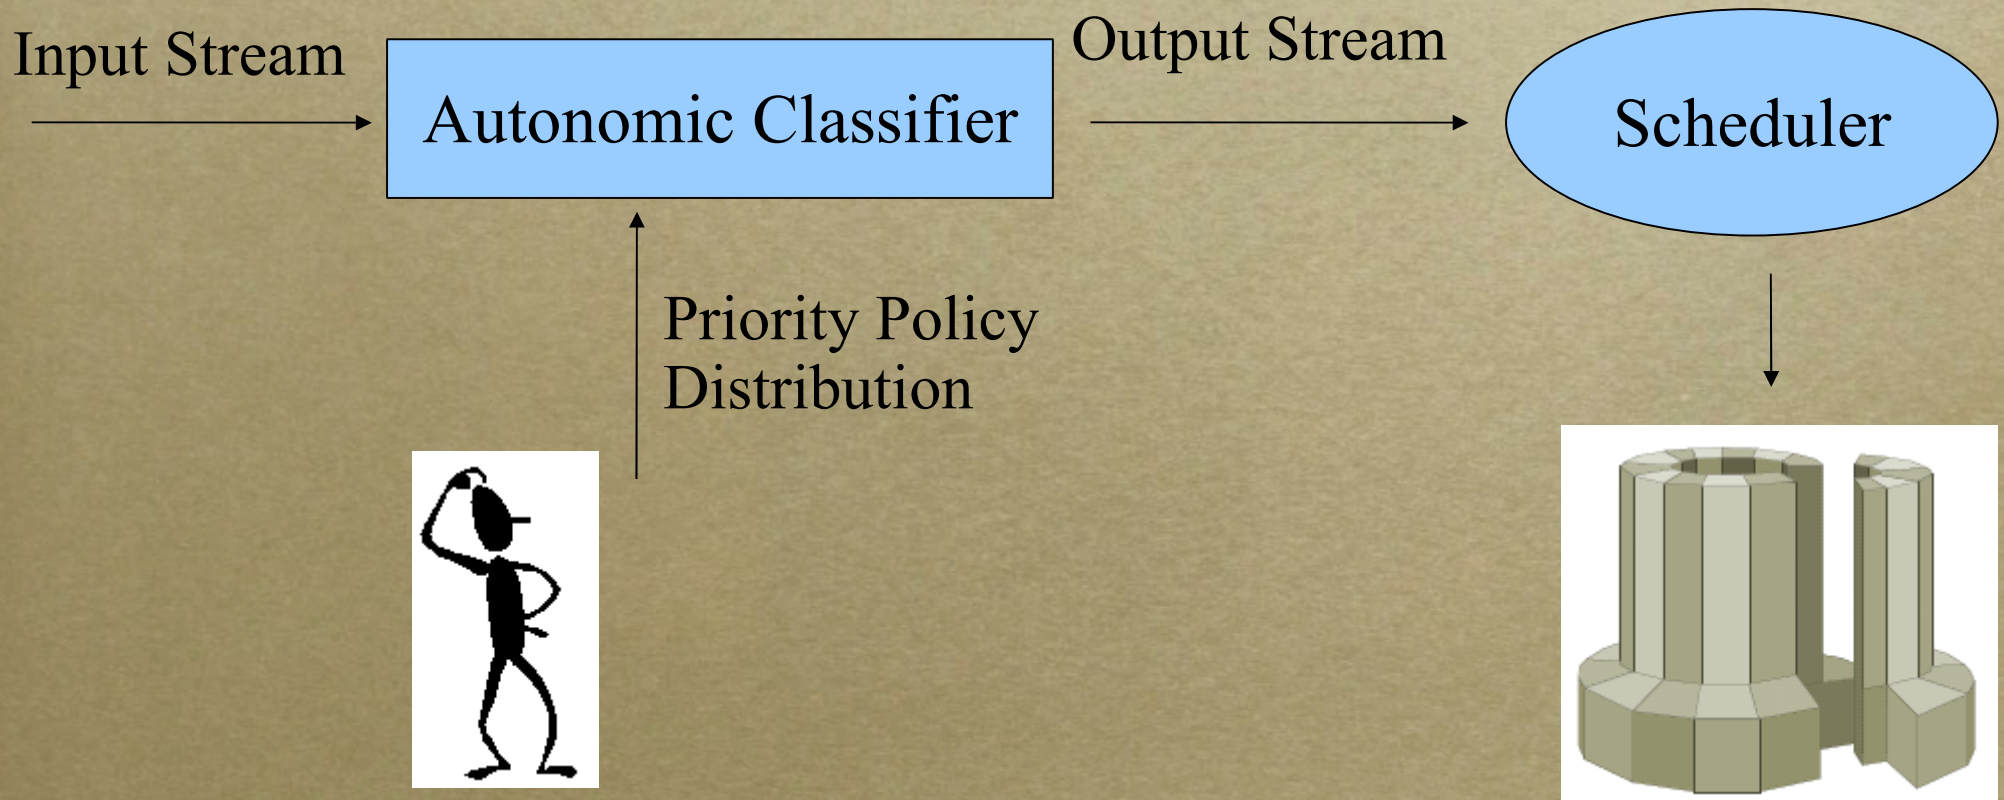 Input Stream
Autonomic Classifier
Output Stream
Scheduler
Priority Policy
Distribution